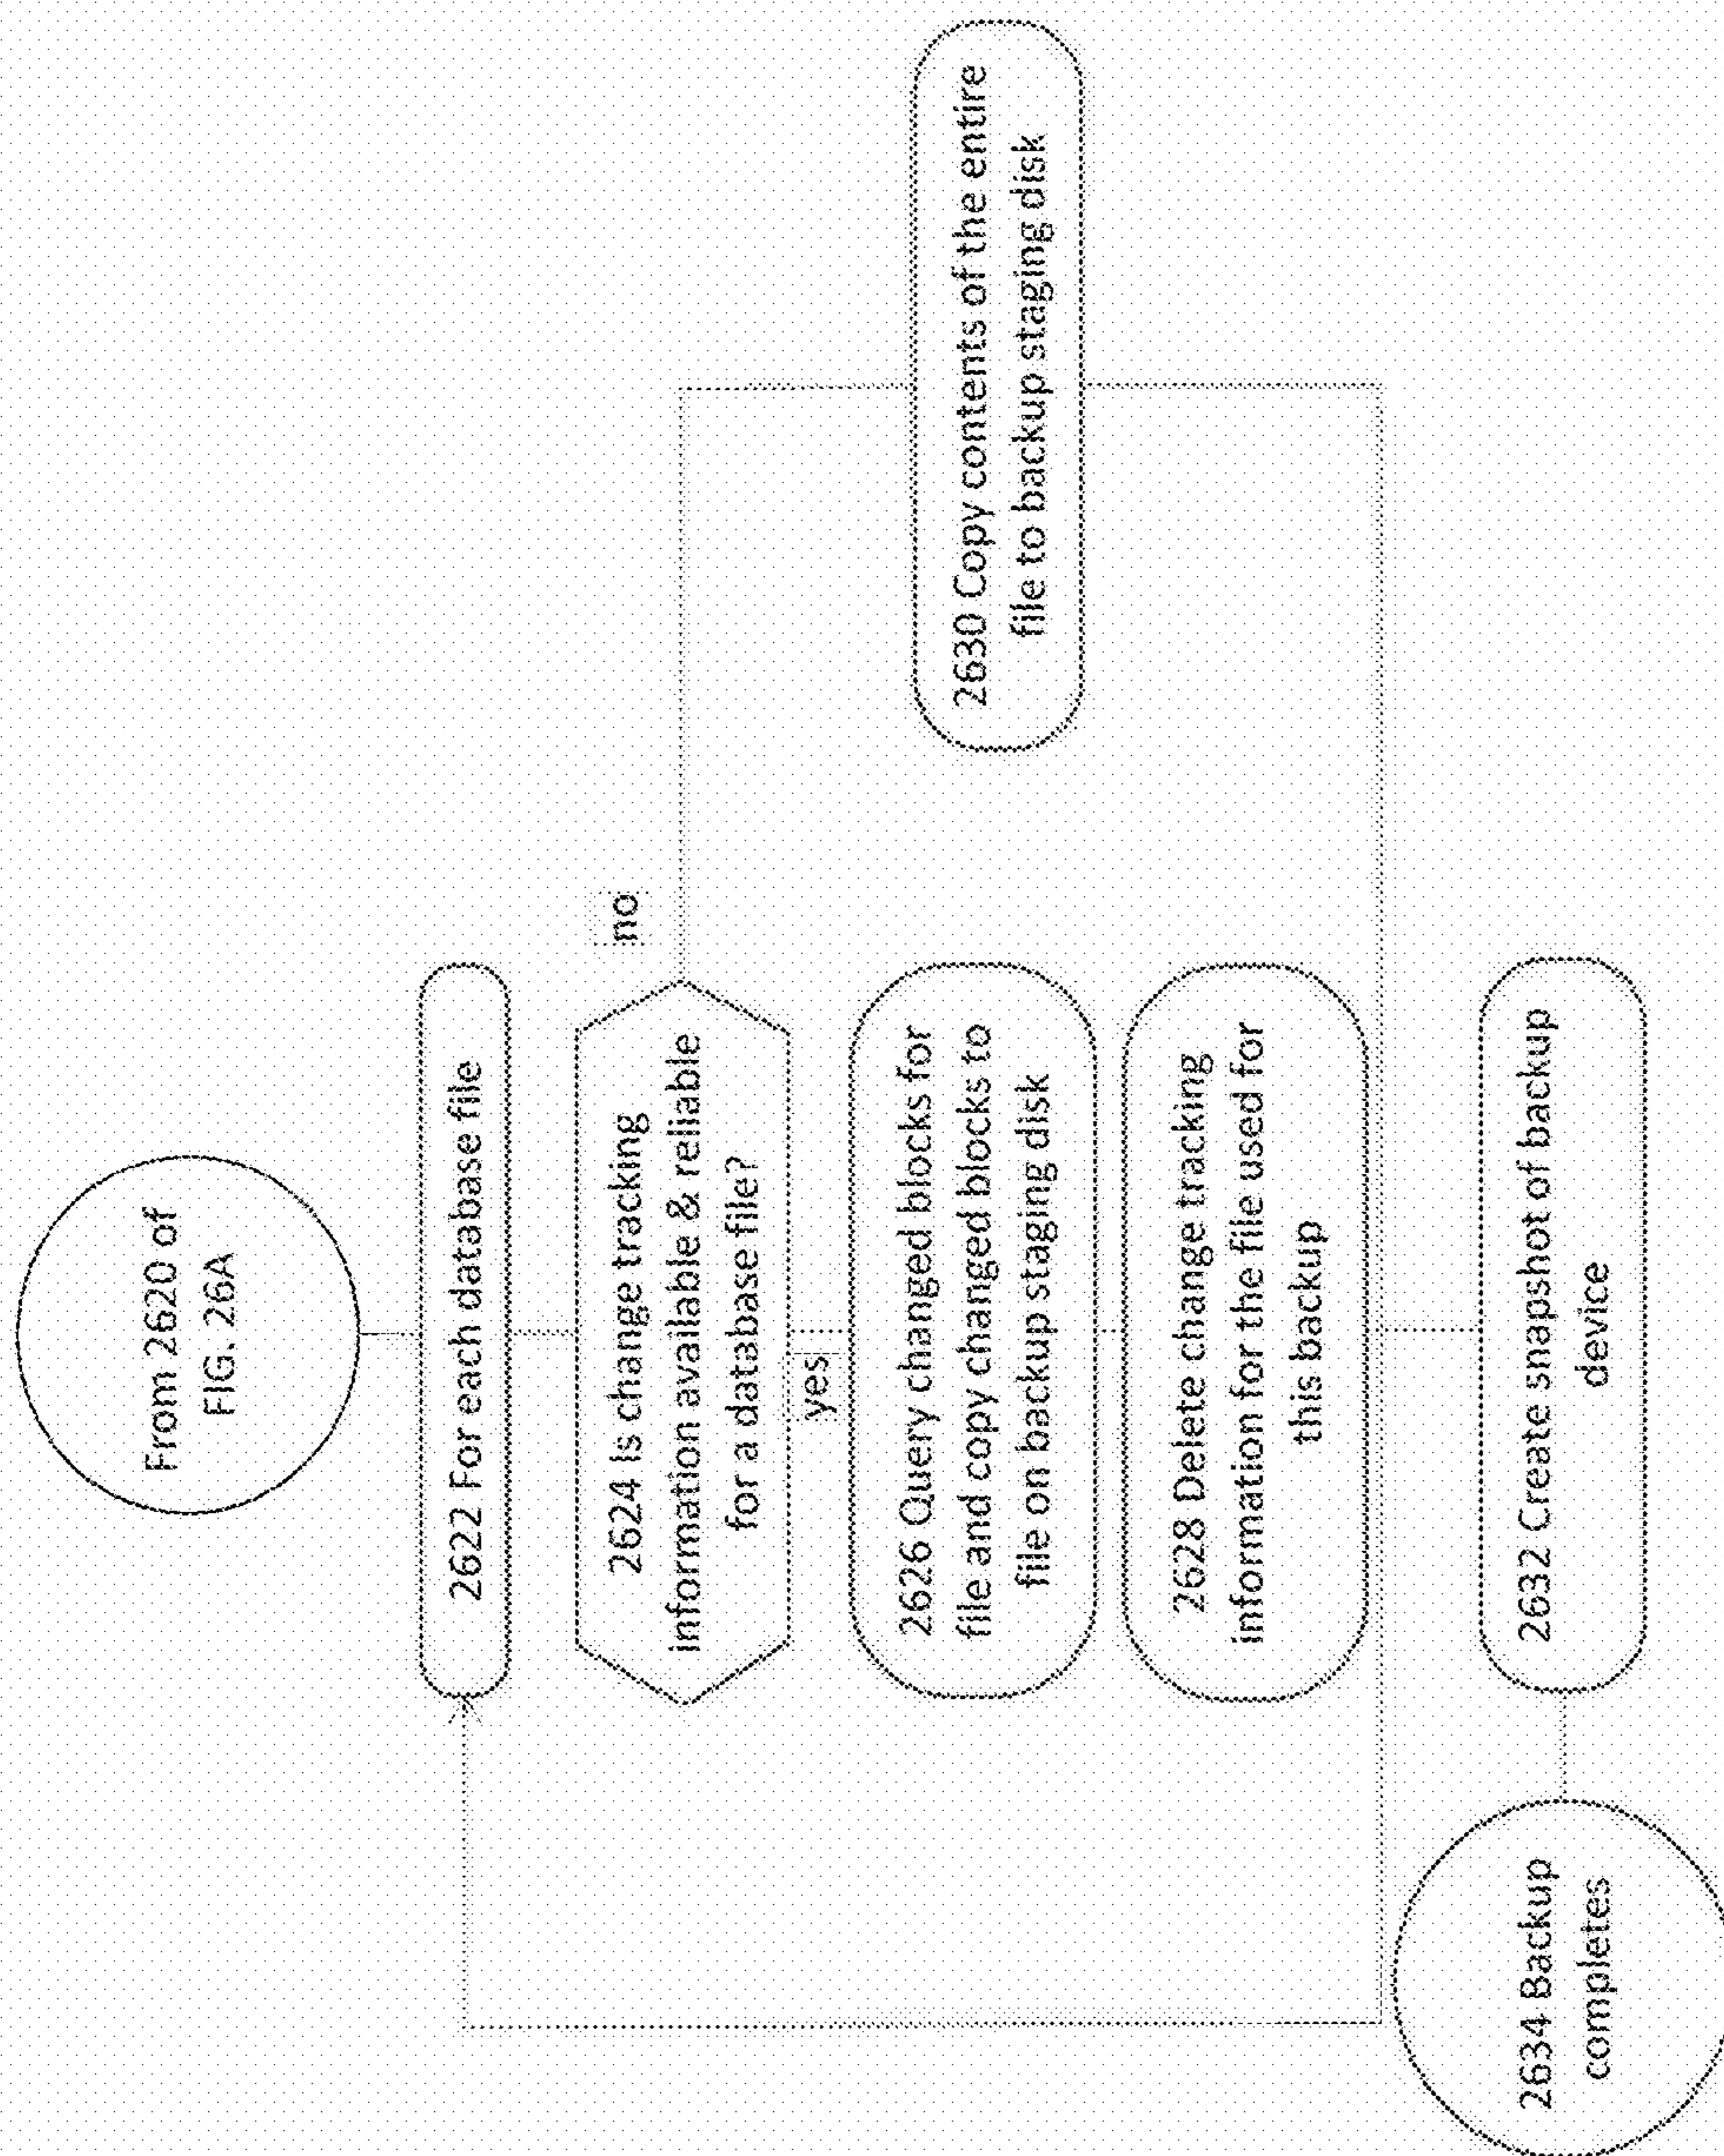 From 2620 of
FIG. 26A
2622 For each database file
2624 Is change tracking
information available & reliable
for a database file?
no
yes
2626 Query changed blocks for
file and copy changed blocks to
file on backup staging disk
2630 Copy contents of the entire
file to backup staging disk
2628 Delete change tracking
information for the file used for
this backup
2632 Create snapshot of backup
device
2634 Backup
completes